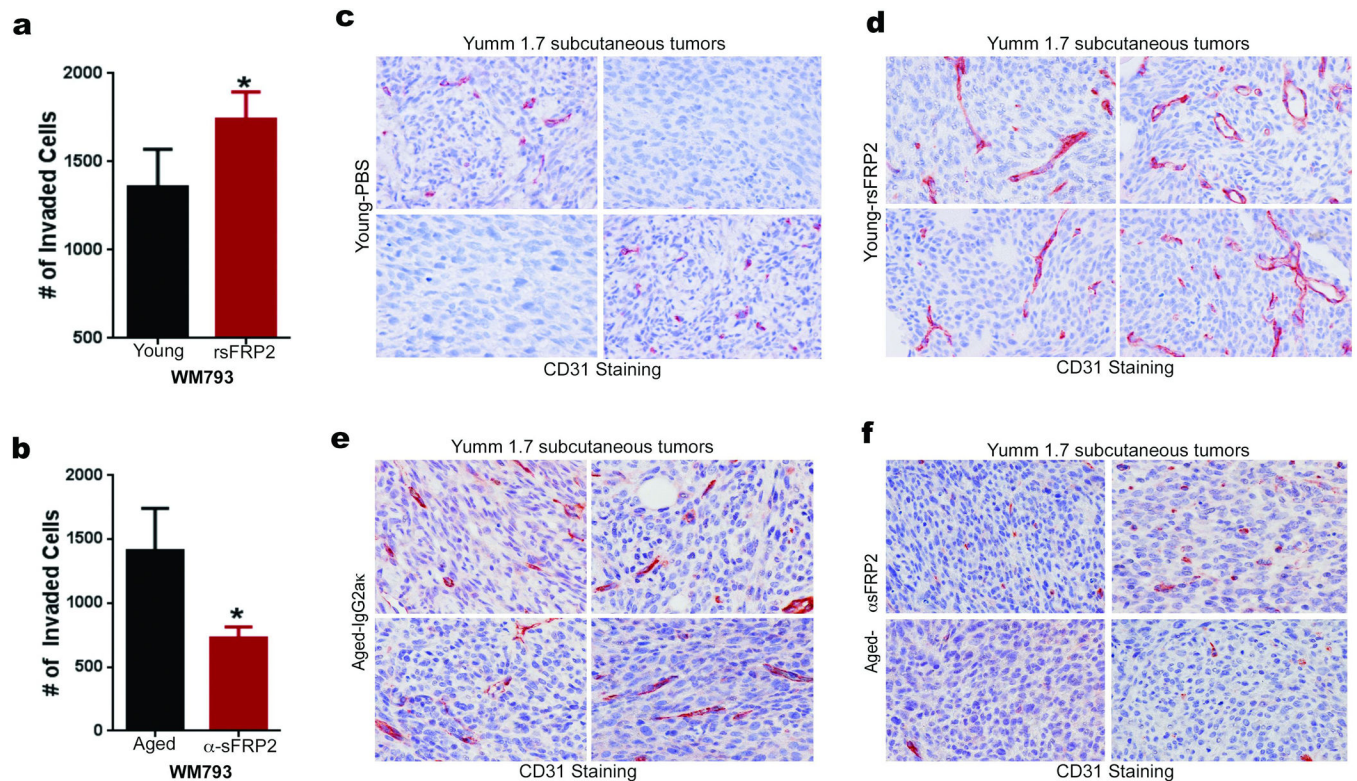 a
# of Invaded Cells
2000
1500
1000
500
*
Young rsFRP2
WM793
b
# of Invaded Cells
2000
1500
1000
500
0
*
Aged α-sFRP2
WM793
c
Yumm 1.7 subcutaneous tumors
Young-PBS
CD31 Staining
d
Yumm 1.7 subcutaneous tumors
Young-rsFRP2
CD31 Staining
e
Yumm 1.7 subcutaneous tumors
Aged-IgG2aκ
CD31 Staining
f
Yumm 1.7 subcutaneous tumors
Aged- αsFRP2
CD31 Staining